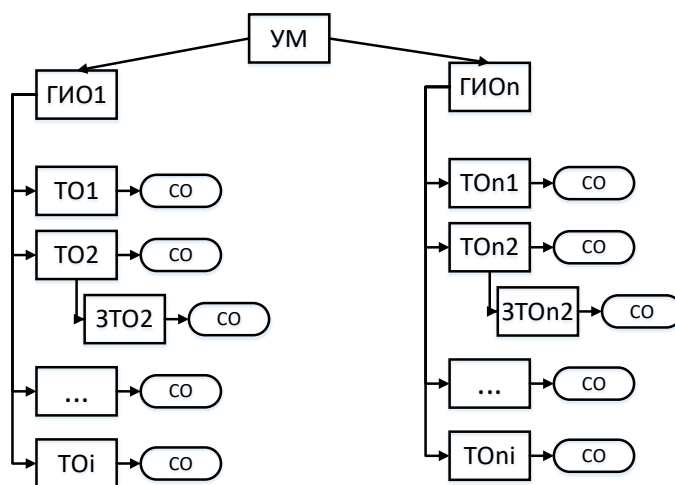 УМ
ГИО1
ТО1
СО
ТО2
СО
ЗТО2
СО
...
СО
ТОi
СО
ГИОn
ТОn1
СО
ТОn2
СО
ЗТОn2
СО
...
СО
ТОni
СО